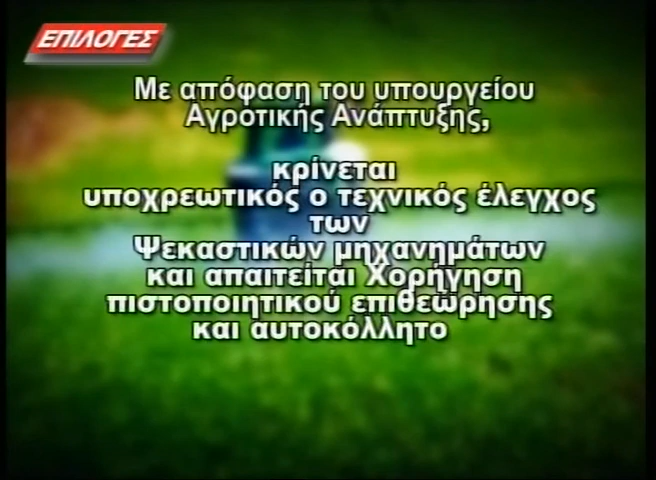 ΕΠΙΛΟΓΕΣ
Με απόφαση του υπουργείου
Αγροτικής Ανάπτυξης,
κρίνεται
υποχρεωτικός ο τεχνικός έλεγχος
των
Ψεκαστικών μηχανημάτων
και απαιτείται Χορήγηση
πιστοποιητικού επιθεώρησης
και αυτοκόλλητο